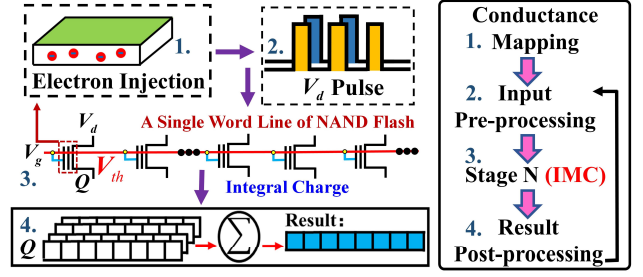 1.
Electron Injection
2.
V_d Pulse
A Single Word Line of NAND Flash
V_d
V_g
V_th
3.
Q
Integral Charge
4.
Q
Σ
Result:
Conductance
1. Mapping
2. Input
Pre-processing
3.
Stage N (IMC)
4. Result
Post-processing